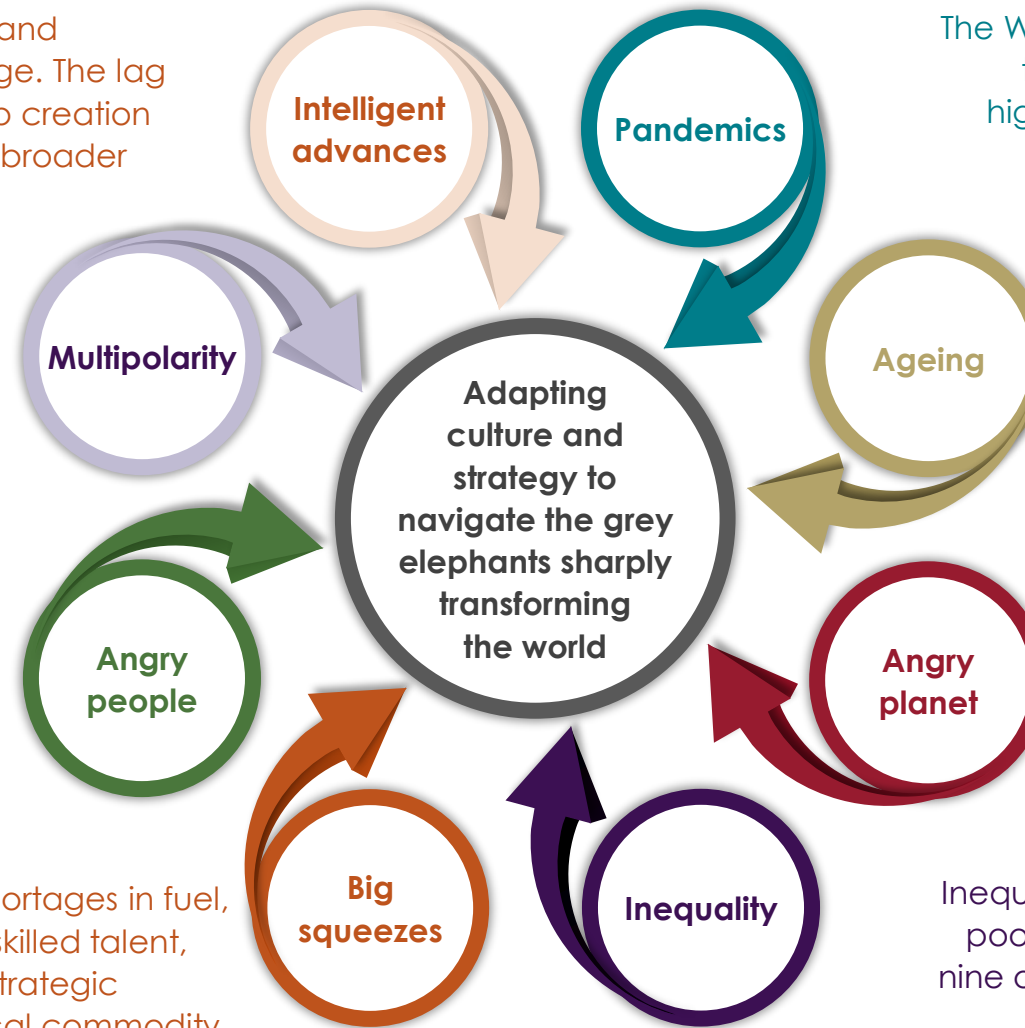 and
The W
ge. The lag
o creation
hig
broader
Intelligent
advances
Pandemics
Multipolarity
Ageing
Adapting
culture and
strategy to
navigate the grey
elephants sharply
transforming
the world
Angry
people
Angry
planet
ortages in fuel,
skilled talent,
trategic
al commodity
Big
squeezes
Inequality
Inequ
poo
nine o